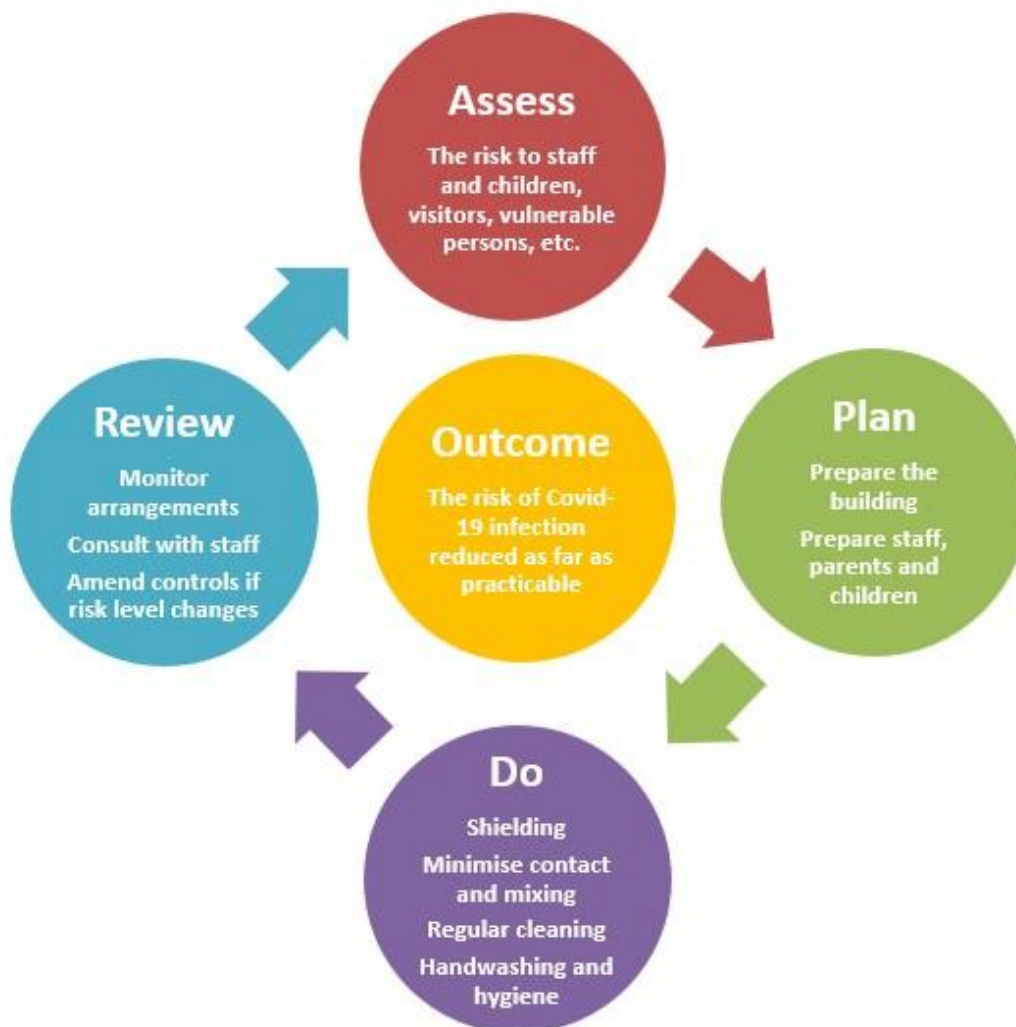 Assess
The risk to staff
and children,
visitors, vulnerable
persons, etc.
Review
Monitor
arrangements
Consult with staff
Amend controls if
risk level changes
Outcome
The risk of Covid-
19 infection
reduced as far as
practicable
Plan
Prepare the
building
Prepare staff,
parents and
children
Do
Shielding
Minimise contact
and mixing
Regular cleaning
Handwashing and
hygiene